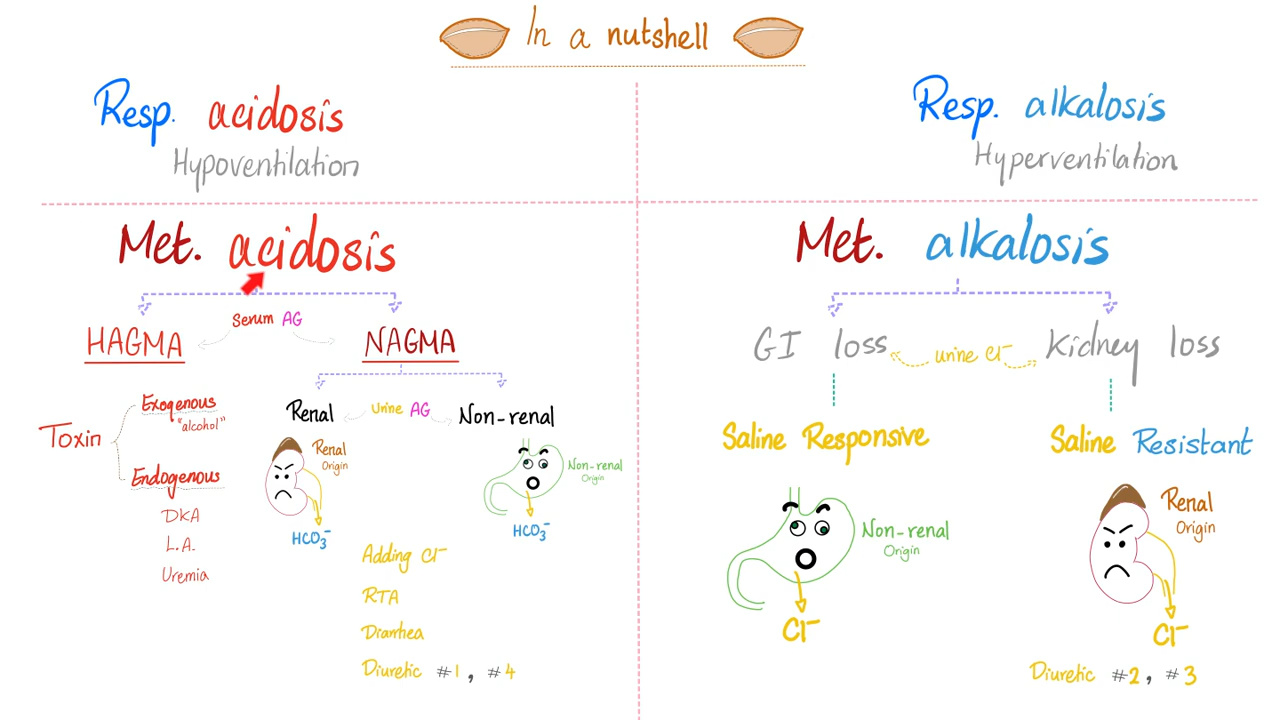 In a nutshell
Resp. acidosis
Hypoventilation
Resp. alkalosis
Hyperventilation
Met. acidosis
Serum AG
HAGMA
NAGMA
Toxin
Exogenous
"alcohol"
Endogenous
DKA
L.A.
Uremia
Renal
Urine AG
Non-renal
Renal
Origin
HCO₃⁻
Non-renal
Origin
HCO₃⁻
Adding Cl⁻
RTA
Diarrhea
Diuretic #1, #4
Met. alkalosis
GI loss
urine Cl⁻
Kidney loss
Saline Responsive
Saline Resistant
Non-renal
Origin
Cl⁻
Renal
Origin
Cl⁻
Diuretic #2, #3